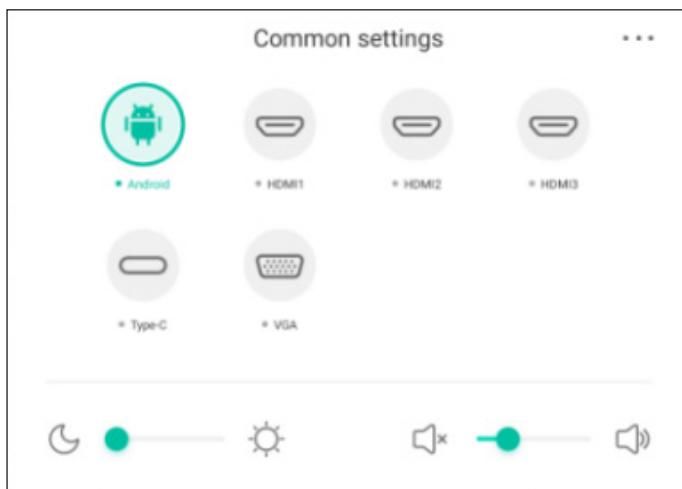 Common settings
Android
HDMI1
HDMI2
HDMI3
Type-C
VGA